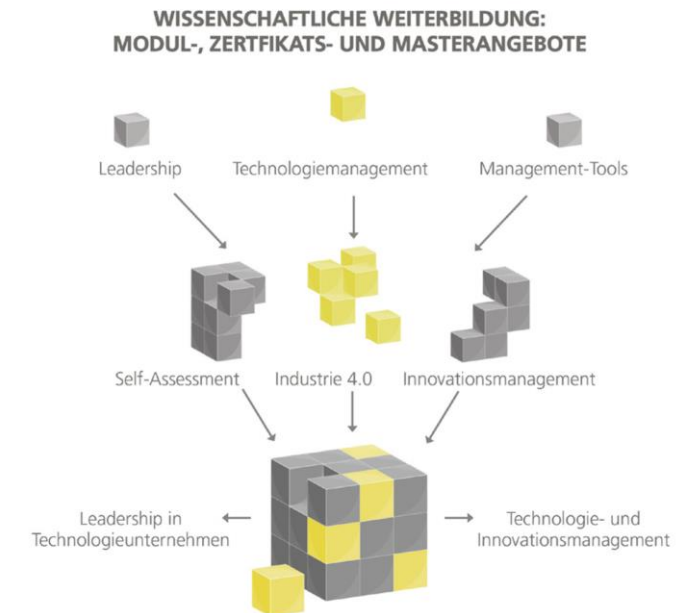 WISSENSCHAFTLICHE WEITERBILDUNG:
MODUL-, ZERTFIKATS- UND MASTERANGEBOTE
Leadership
Technologiemanagement
Management-Tools
Self-Assessment
Industrie 4.0
Innovationsmanagement
Leadership in
Technologieunternehmen
Technologie- und
Innovationsmanagement